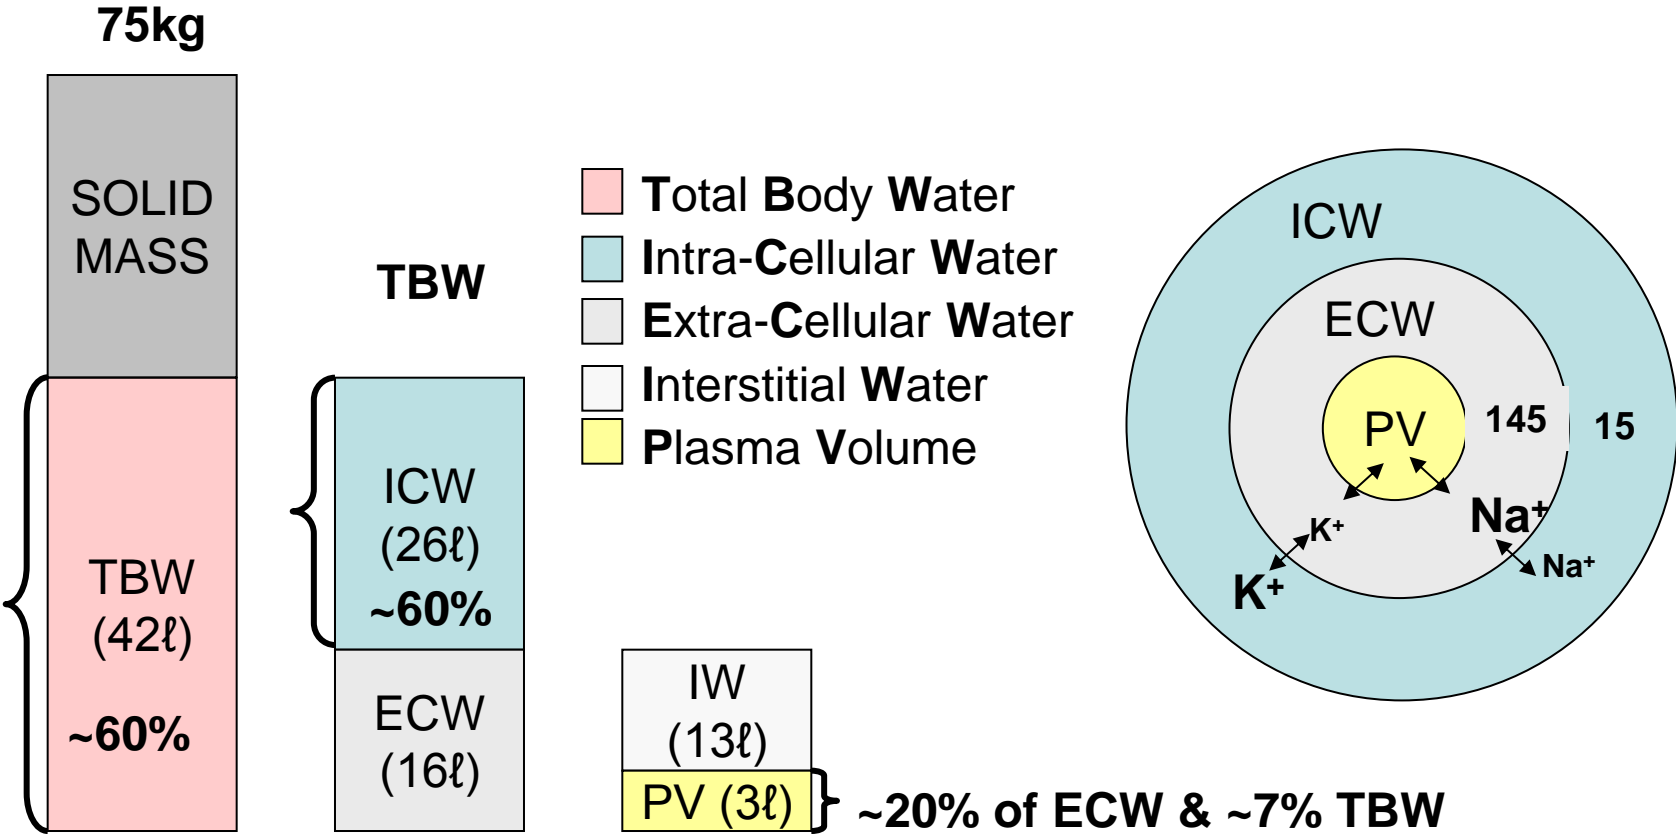 75kg
SOLID
MASS
TBW
(42ℓ)
~60%
TBW
ICW
(26ℓ)
~60%
ECW
(16ℓ)
Total Body Water
Intra-Cellular Water
Extra-Cellular Water
Interstitial Water
Plasma Volume
IW
(13ℓ)
PV (3ℓ)
~20% of ECW & ~7% TBW
ICW
ECW
PV
145
15
K⁺
Na⁺
K⁺
Na⁺